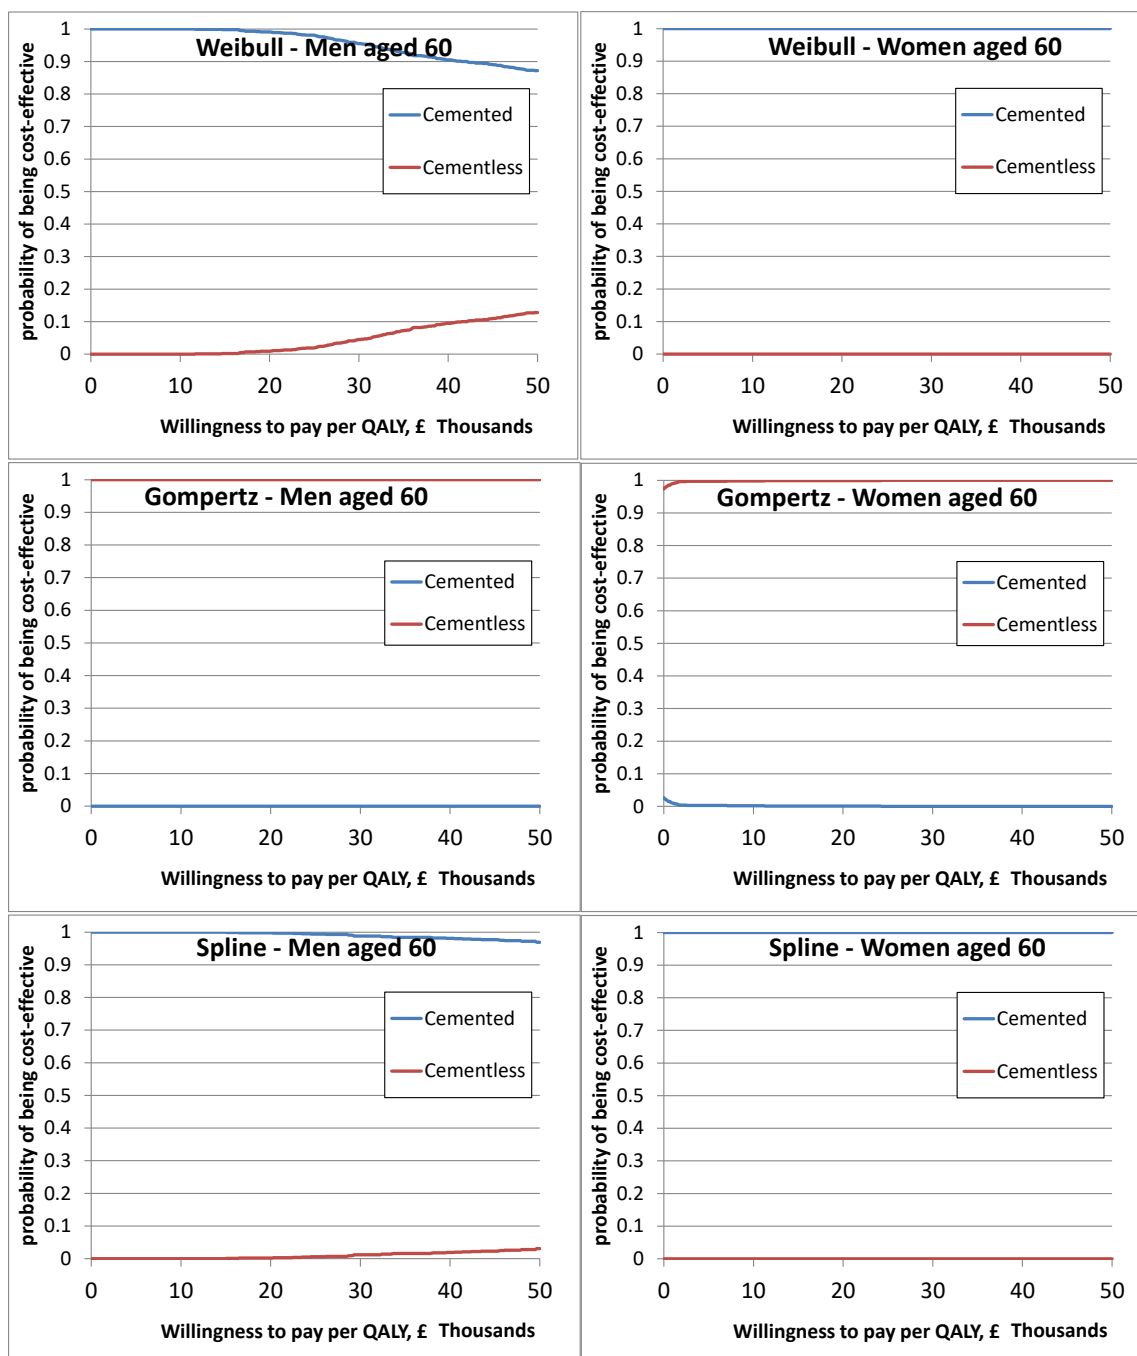 Weibull - Men aged 60
probability of being cost-effective
1
0.9
0.8
0.7
0.6
0.5
0.4
0.3
0.2
0.1
0
Cemented
Cementless
0 10 20 30 40 50
Willingness to pay per QALY, £ Thousands
Weibull - Women aged 60
probability of being cost-effective
1
0.9
0.8
0.7
0.6
0.5
0.4
0.3
0.2
0.1
0
Cemented
Cementless
0 10 20 30 40 50
Willingness to pay per QALY, £ Thousands
Gompertz - Men aged 60
probability of being cost-effective
1
0.9
0.8
0.7
0.6
0.5
0.4
0.3
0.2
0.1
0
Cemented
Cementless
0 10 20 30 40 50
Willingness to pay per QALY, £ Thousands
Gompertz - Women aged 60
probability of being cost-effective
1
0.9
0.8
0.7
0.6
0.5
0.4
0.3
0.2
0.1
0
Cemented
Cementless
0 10 20 30 40 50
Willingness to pay per QALY, £ Thousands
Spline - Men aged 60
probability of being cost-effective
1
0.9
0.8
0.7
0.6
0.5
0.4
0.3
0.2
0.1
0
Cemented
Cementless
0 10 20 30 40 50
Willingness to pay per QALY, £ Thousands
Spline - Women aged 60
probability of being cost-effective
1
0.9
0.8
0.7
0.6
0.5
0.4
0.3
0.2
0.1
0
Cemented
Cementless
0 10 20 30 40 50
Willingness to pay per QALY, £ Thousands